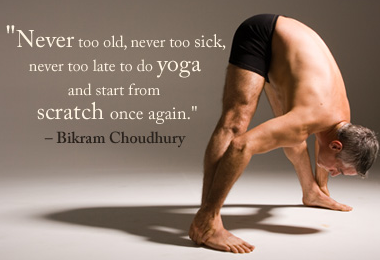 "Never too old, never too sick,
never too late to do yoga
and start from
scratch once again."
– Bikram Choudhury